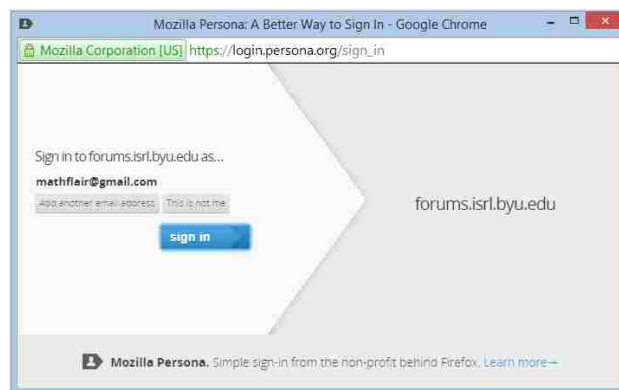 Mozilla Persona: A Better Way to Sign In - Google Chrome
Mozilla Corporation [US] https://login.persona.org/sign_in
Sign in to forums.isrl.byu.edu as...
mathflair@gmail.com
Add another email address This is not me
sign in
forums.isrl.byu.edu
Mozilla Persona. Simple sign-in from the non-profit behind Firefox. Learn more→